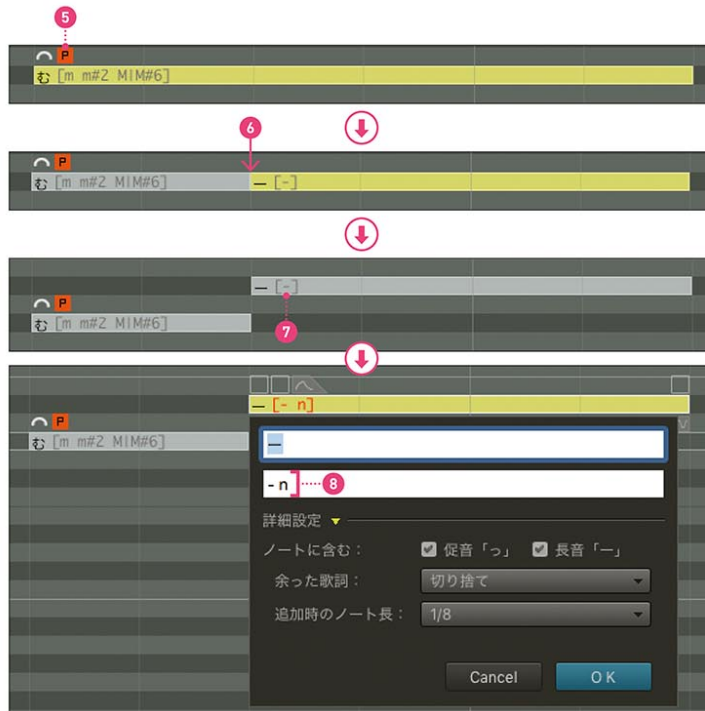 5
P
む [m m#2 M|M#6]
6
P
む [m m#2 M|M#6]
ー [-]
ー [-]
P
7
む [m m#2 M|M#6]
ー [- n]
P
む [m m#2 M|M#6]
ー
- n
8
詳細設定
ノートに含む： 促音「っ」 長音「ー」
余った歌詞： 切り捨て
追加時のノート長： 1/8
Cancel OK